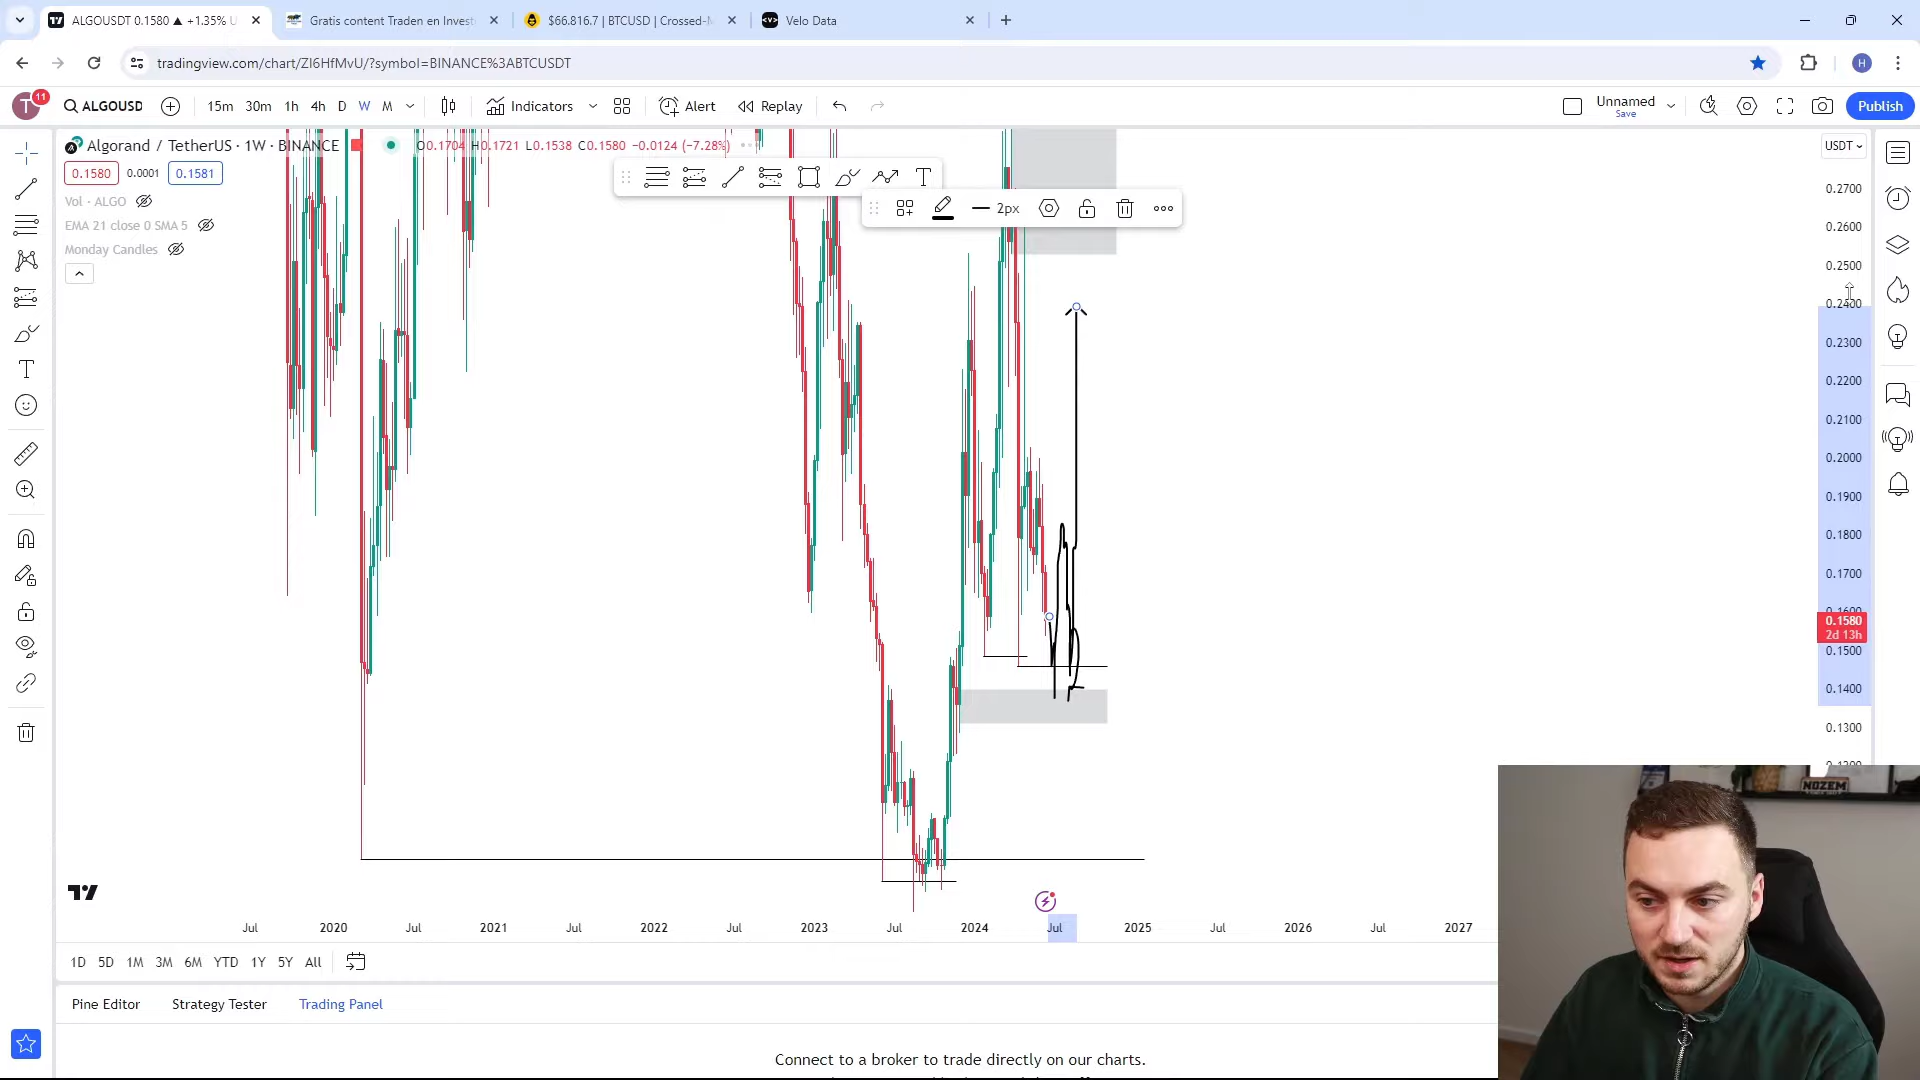 ALGOUSDT 0.1580 ▲ +1.35% U
Gratis content Traden en Invest
$66.816.7 | BTCUSD | Crossed-M
Velo Data
tradingview.com/chart/ZI6HfMvU/?symbol=BINANCE%3ABTCUSDT
H
T
11
ALGOUSD
15m 30m 1h 4h D W M
Indicators
Alert
Replay
Unnamed
Save
Publish
Algorand / TetherUS · 1W · BINANCE
O0.1704 H0.1721 L0.1538 C0.1580 −0.0124 (−7.28%)
USDT
0.1580 0.0001 0.1581
Vol · ALGO
EMA 21 close 0 SMA 5
Monday Candles
2px
0.2700
0.2600
0.2500
0.2400
0.2300
0.2200
0.2100
0.2000
0.1900
0.1800
0.1700
0.1600
0.1580
2d 13h
0.1500
0.1400
0.1300
NOZEM
Jul 2020 Jul 2021 Jul 2022 Jul 2023 Jul 2024 Jul 2025 Jul 2026 Jul 2027
1D 5D 1M 3M 6M YTD 1Y 5Y All
Pine Editor Strategy Tester Trading Panel
Connect to a broker to trade directly on our charts.